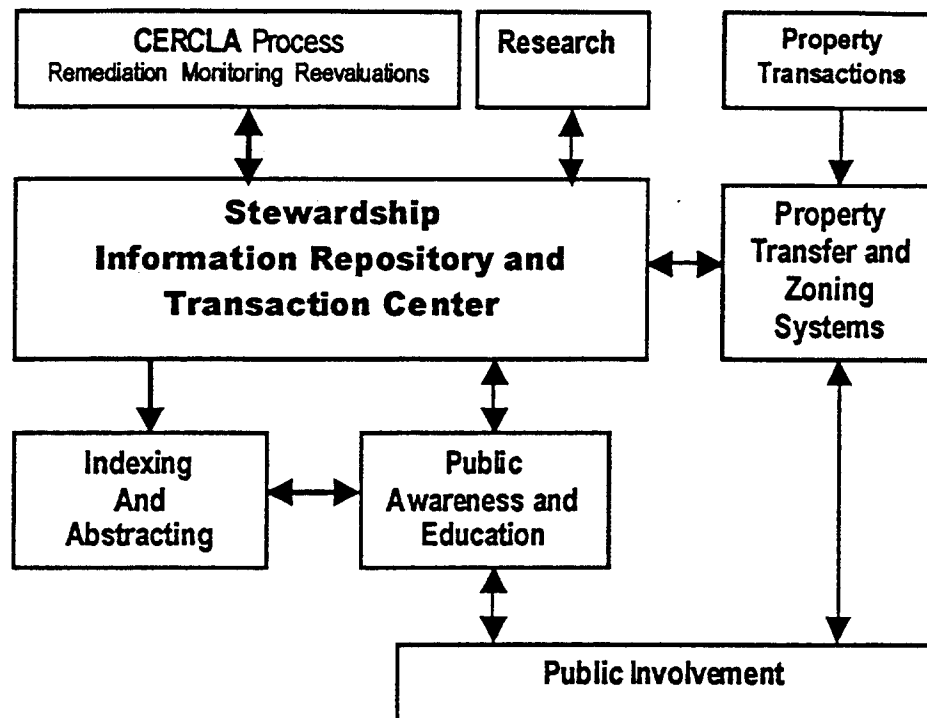 CERCLA Process
Remediation Monitoring Reevaluations
Research
Property
Transactions
Stewardship
Information Repository and
Transaction Center
Property
Transfer and
Zoning
Systems
Indexing
And
Abstracting
Public
Awareness and
Education
Public Involvement